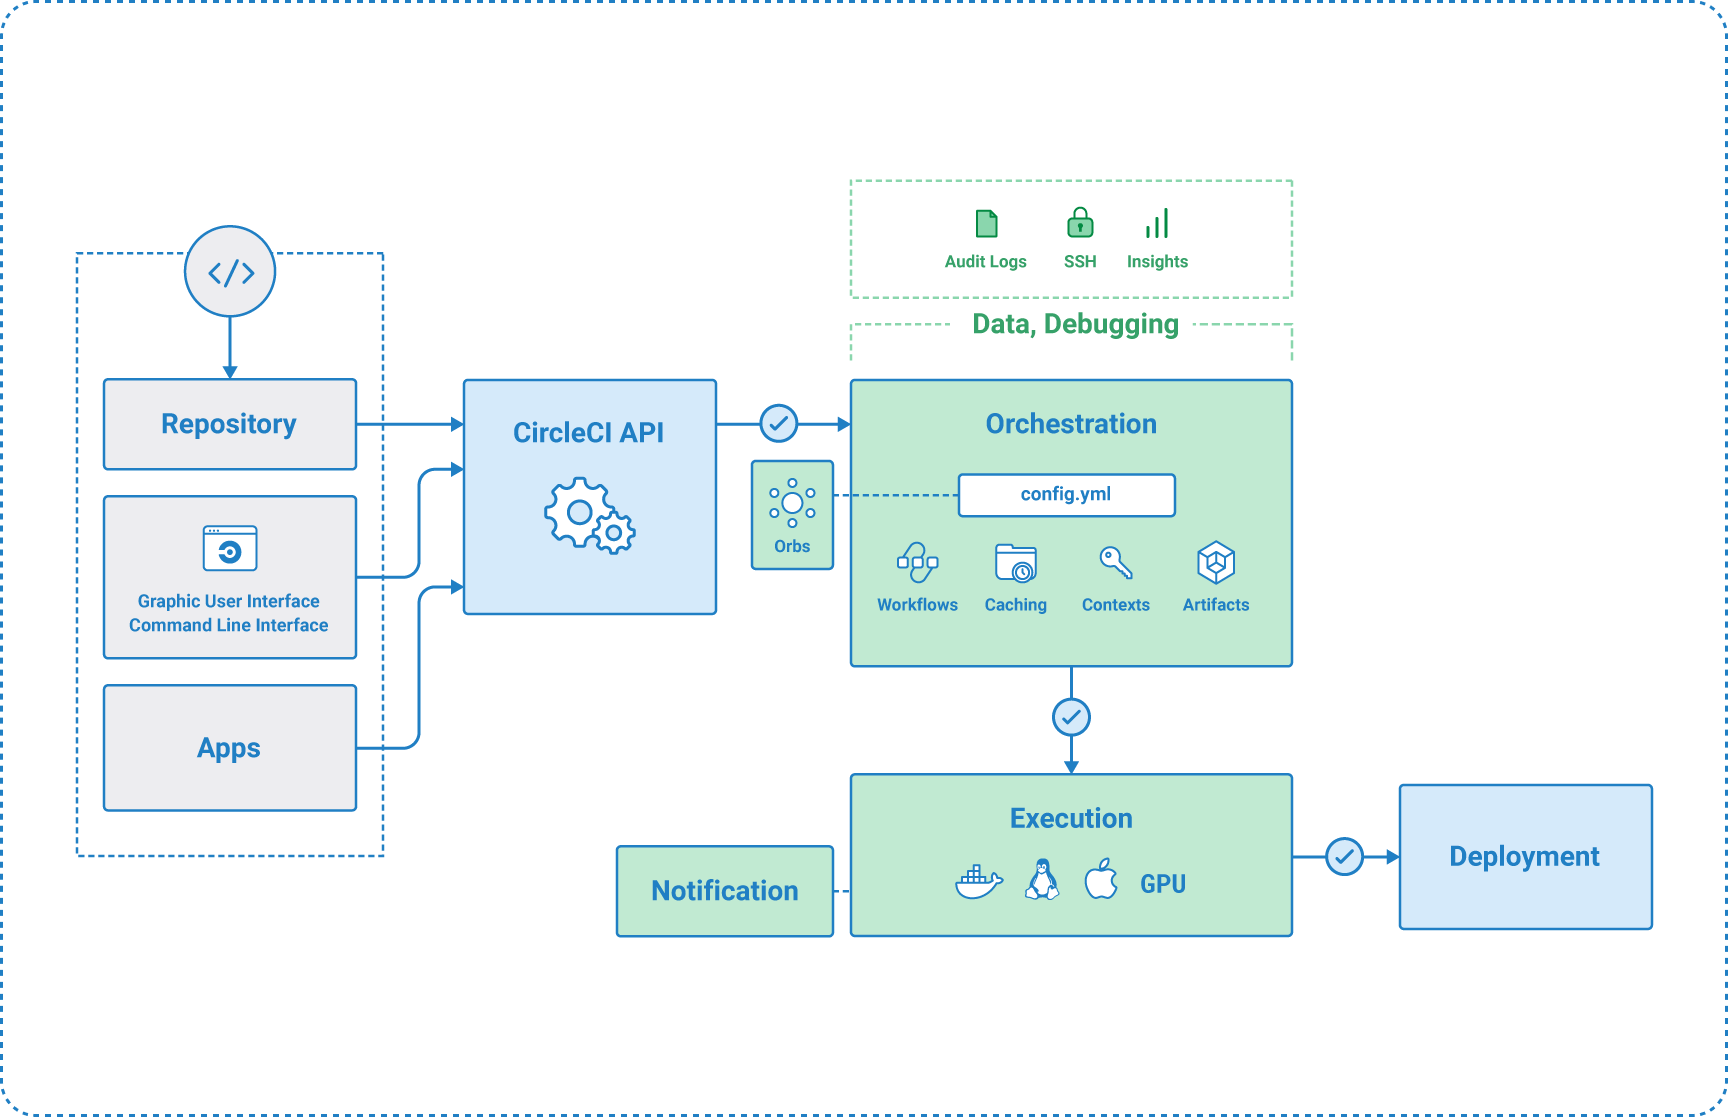 Audit Logs
SSH
Insights
Data, Debugging
Repository
Graphic User Interface
Command Line Interface
Apps
CircleCI API
Orbs
Orchestration
config.yml
Workflows
Caching
Contexts
Artifacts
Execution
GPU
Notification
Deployment